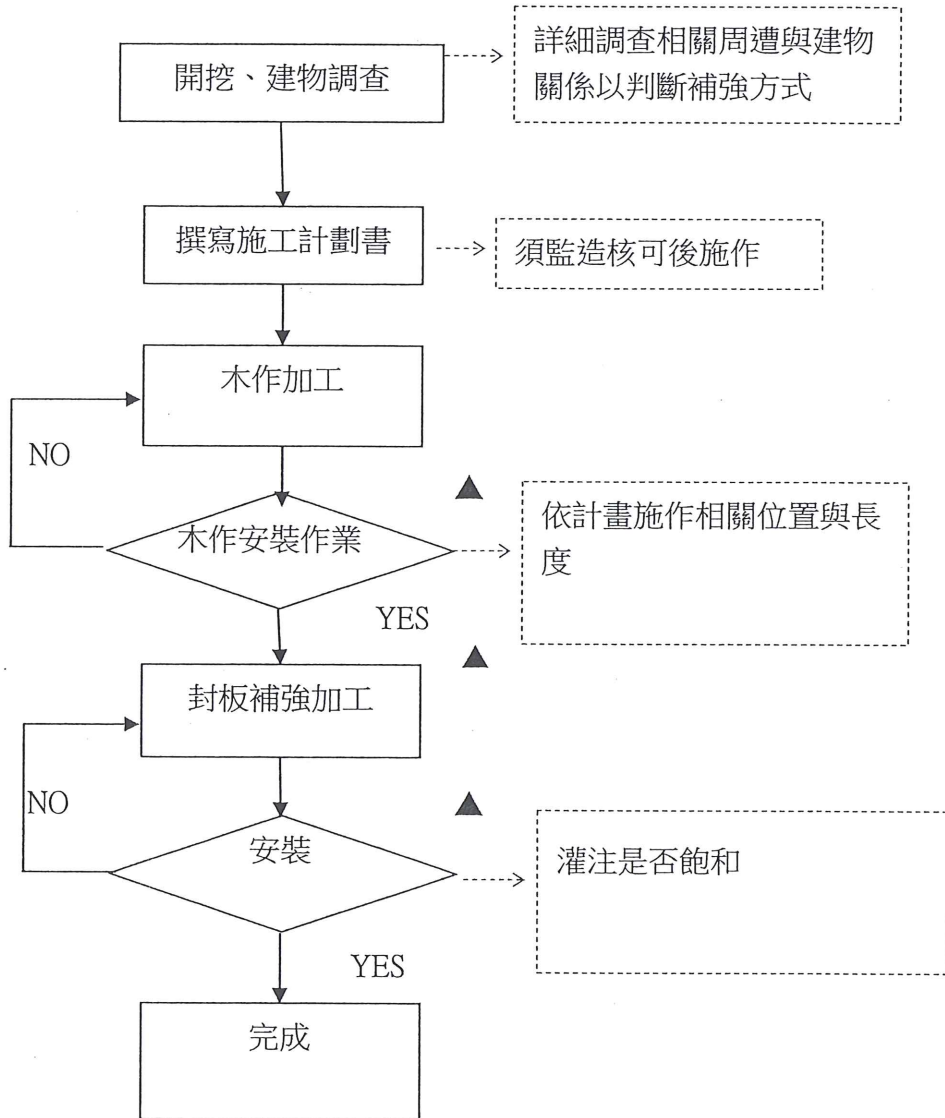 開挖、建物調查
詳細調查相關周遭與建物
關係以判斷補強方式
撰寫施工計劃書
須監造核可後施作
木作加工
NO
木作安裝作業
依計畫施作相關位置與長
度
YES
封板補強加工
NO
安裝
灌注是否飽和
YES
完成